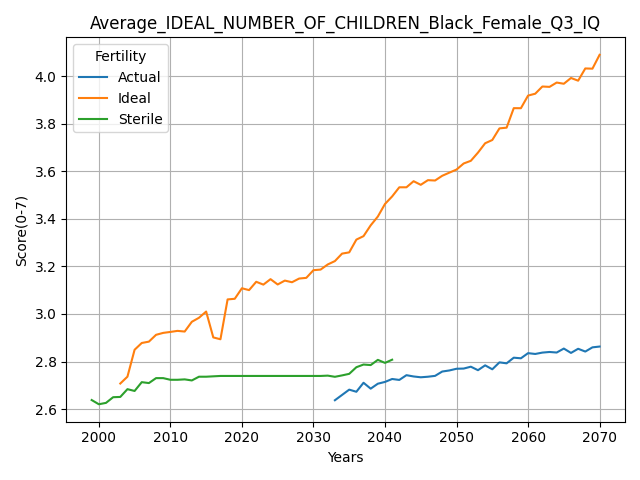 Average_IDEAL_NUMBER_OF_CHILDREN_Black_Female_Q3_IQ
Fertility
Actual
Ideal
Sterile
Score(0-7)
4.0
3.8
3.6
3.4
3.2
3.0
2.8
2.6
2000 2010 2020 2030 2040 2050 2060 2070
Years